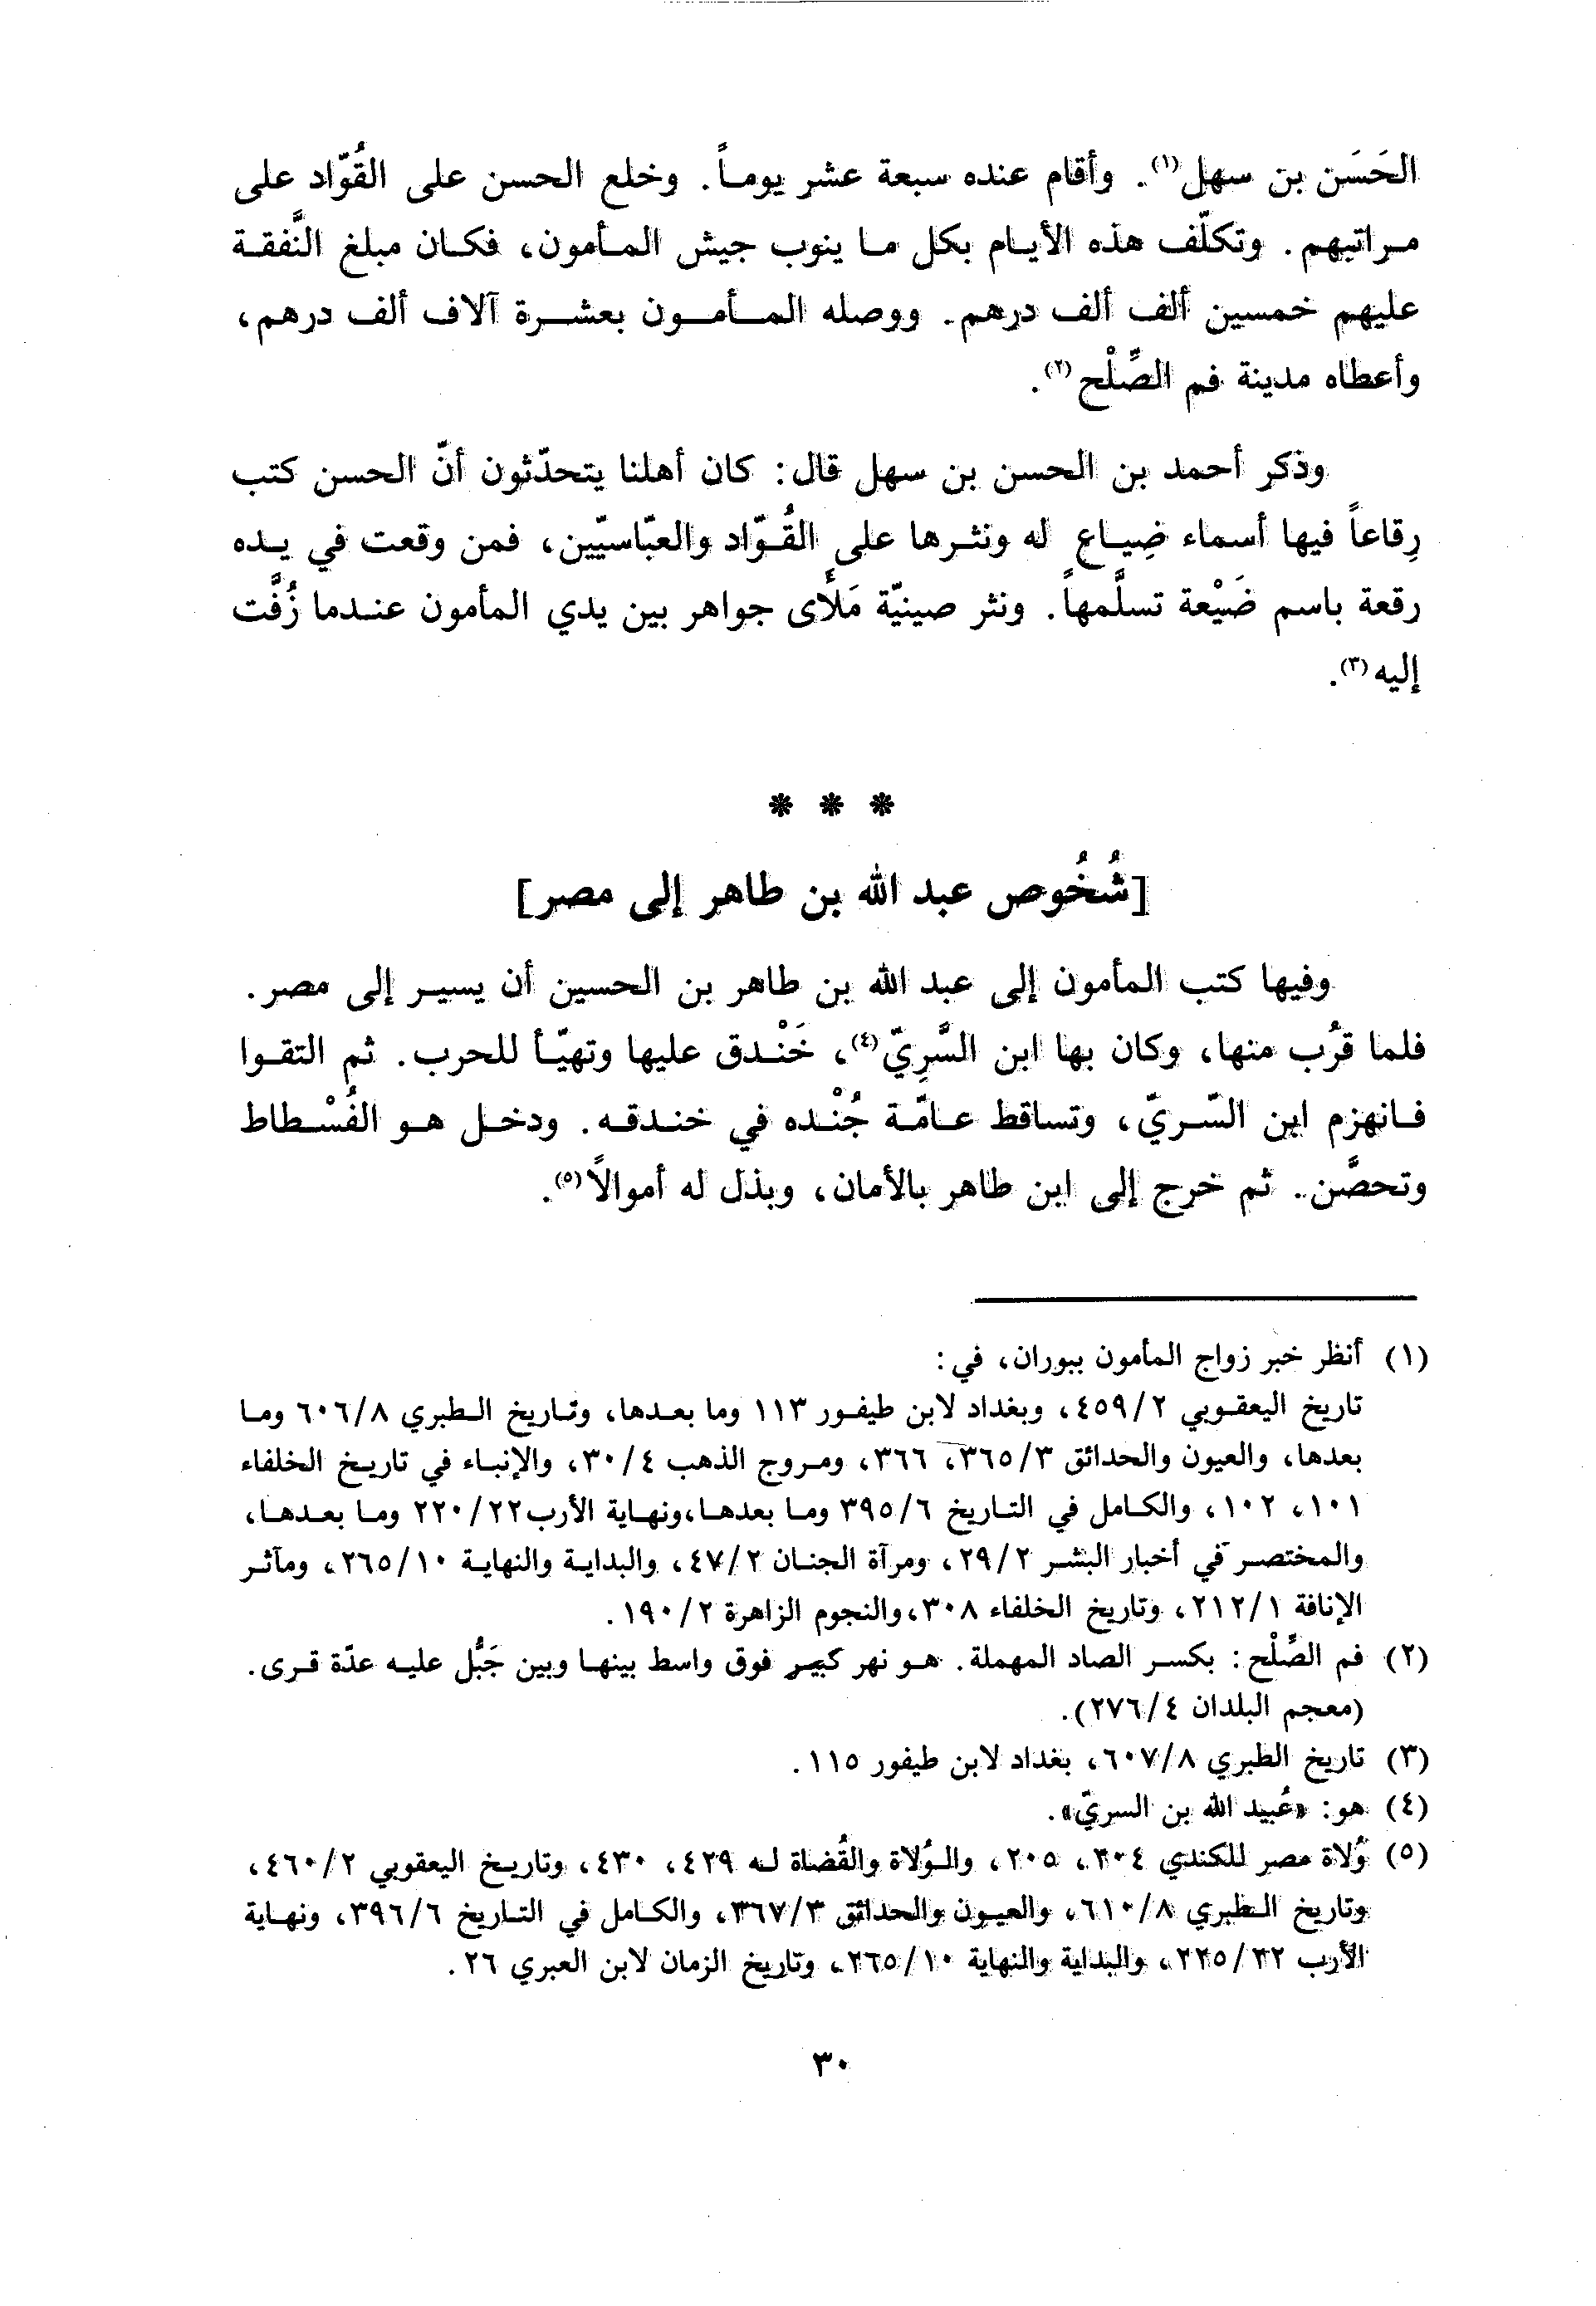 الحَسَن بن سهل(١). وأقام عنده سبعة عشر يوماً. وخلع الحسن على القُوّاد على
مراتبهم. وتكلّف هذه الأيام بكل ما ينوب جيش المأمون، فكان مبلغ النَّفقة
عليهم خمسين ألف ألف درهم. ووصله المأمون بعشرة آلاف ألف درهم،
وأعطاه مدينة فم الصِّلْح(٢).
وذكر أحمد بن الحسن بن سهل قال: كان أهلنا يتحدّثون أنّ الحسن كتب
رِقاعاً فيها أسماء ضِياع له ونثرها على القُوّاد والعبّاسيّين، فمن وقعت في يده
رقعة باسم ضَيْعة تسلَّمها. ونثر صينيّة مَلْأى جواهر بين يدي المأمون عندما زُفَّت
إليه(٣).
* * *
[شُخُوص عبد الله بن طاهر إلى مصر]
وفيها كتب المأمون إلى عبد الله بن طاهر بن الحسين أن يسير إلى مصر.
فلما قرُب منها، وكان بها ابن السَّرِيّ(٤)، خَنْدق عليها وتهيّأ للحرب. ثم التقوا
فانهزم ابن السّريّ، وتساقط عامّة جُنْده في خندقه. ودخل هو الفُسْطاط
وتحصَّن. ثم خرج إلى ابن طاهر بالأمان، وبذل له أموالاً(٥).
(١) أنظر خبر زواج المأمون ببوران، في:
تاريخ اليعقوبي ٤٥٩/٢، وبغداد لابن طيفور ١١٣ وما بعدها، وتاريخ الطبري ٦٠٦/٨ وما
بعدها، والعيون والحدائق ٣٦٥/٣، ٣٦٦، ومروج الذهب ٣٠/٤، والإنباء في تاريخ الخلفاء
١٠١، ١٠٢، والكامل في التاريخ ٣٩٥/٦ وما بعدها، ونهاية الأرب ٢٢٠/٢٢ وما بعدها،
والمختصر في أخبار البشر ٢٩/٢، ومرآة الجنان ٤٧/٢، والبداية والنهاية ٢٦٥/١٠، ومآثر
الإنافة ٢١٢/١، وتاريخ الخلفاء ٣٠٨، والنجوم الزاهرة ١٩٠/٢.
(٢) فم الصِّلْح: بكسر الصاد المهملة. هو نهر كبير فوق واسط بينها وبين جَبُّل عليه عدّة قرى.
(معجم البلدان ٢٧٦/٤).
(٣) تاريخ الطبري ٦٠٧/٨، بغداد لابن طيفور ١١٥.
(٤) هو: «عُبيد الله بن السريّ».
(٥) وُلاة مصر للكندي ٢٠٤، ٢٠٥، والوُلاة والقُضاة له ٤٢٩، ٤٣٠، وتاريخ اليعقوبي ٤٦٠/٢،
وتاريخ الطبري ٦١٠/٨، والعيون والحدائق ٣٦٧/٣، والكامل في التاريخ ٣٩٦/٦، ونهاية
الأرب ٢٢٥/٢٢، والبداية والنهاية ٢٦٥/١٠، وتاريخ الزمان لابن العبري ٢٦.
٣٠